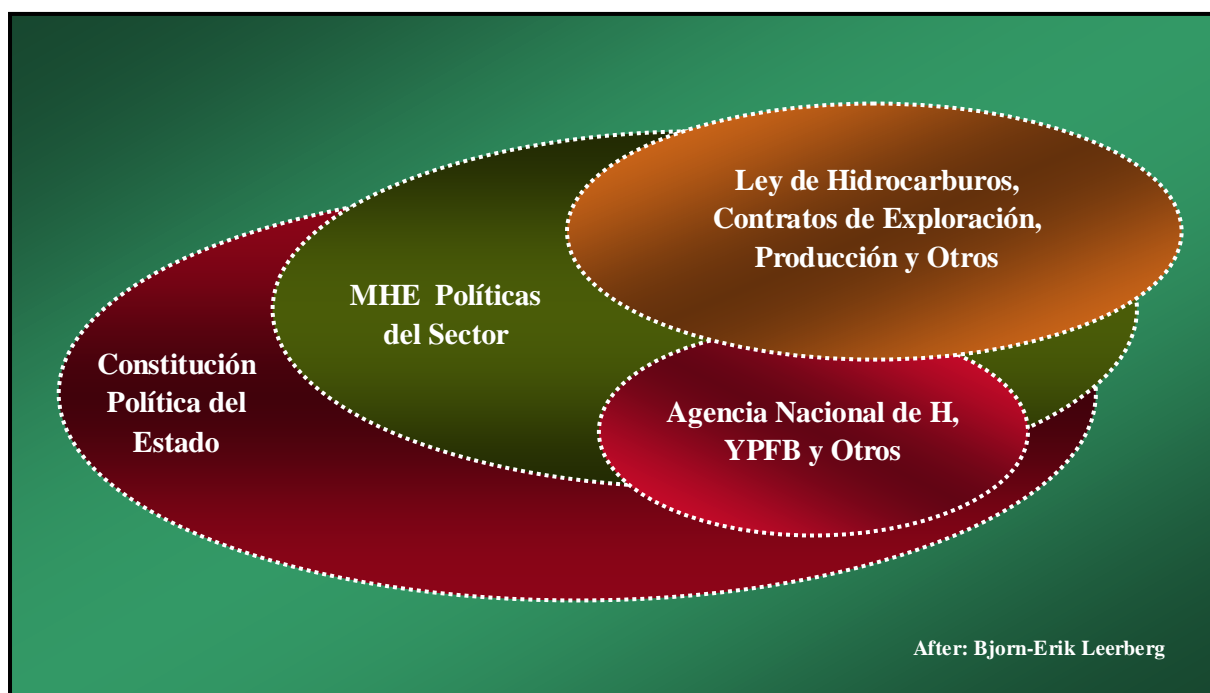 Ley de Hidrocarburos,
Contratos de Exploración,
Producción y Otros
MHE Políticas
del Sector
Constitución
Política del
Estado
Agencia Nacional de H,
YPFB y Otros
After: Bjorn-Erik Leerberg